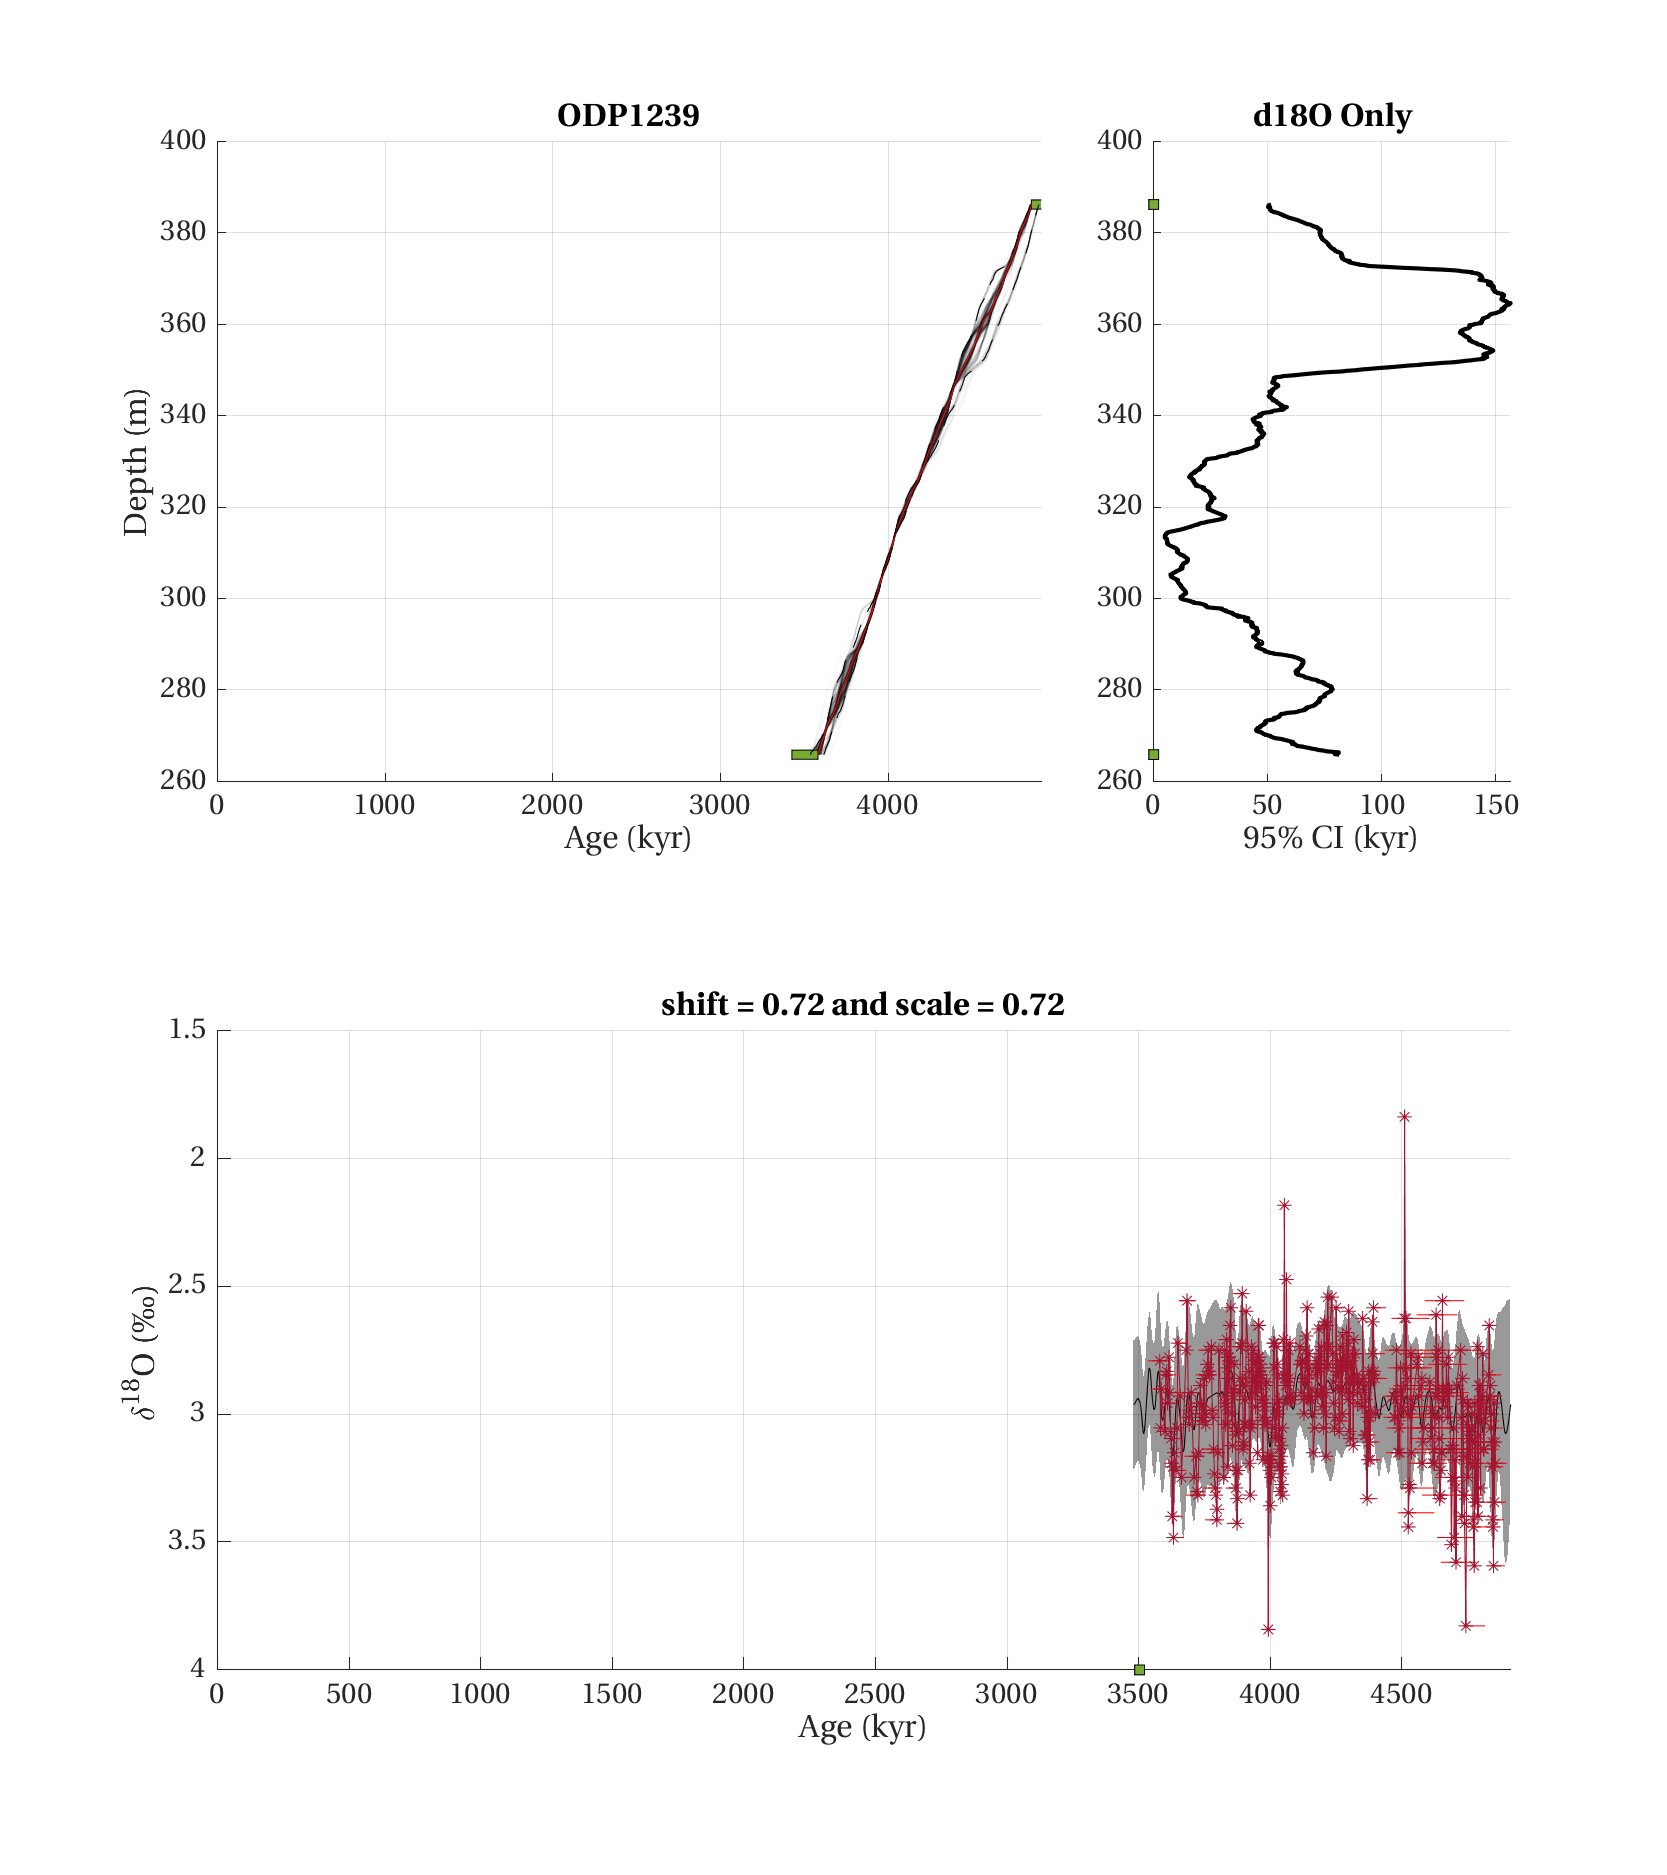 ODP1239
400
380
360
340
320
300
280
260
Depth (m)
0 1000 2000 3000 4000
Age (kyr)
d18O Only
400
380
360
340
320
300
280
260
0 50 100 150
95% CI (kyr)
shift = 0.72 and scale = 0.72
1.5
2
2.5
3
3.5
4
δ18O (‰)
0 500 1000 1500 2000 2500 3000 3500 4000 4500
Age (kyr)